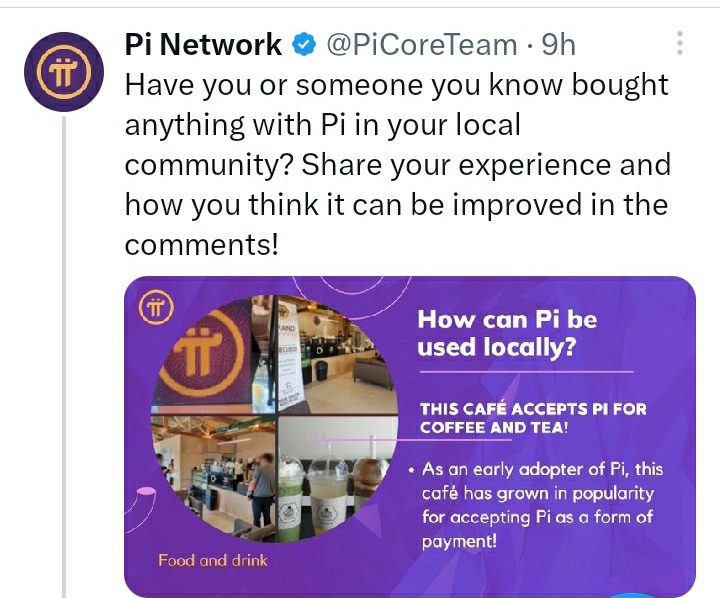 Pi Network @PiCoreTeam · 9h
Have you or someone you know bought
anything with Pi in your local
community? Share your experience and
how you think it can be improved in the
comments!
How can Pi be
used locally?
THIS CAFÉ ACCEPTS PI FOR
COFFEE AND TEA!
• As an early adopter of Pi, this
café has grown in popularity
for accepting Pi as a form of
payment!
Food and drink